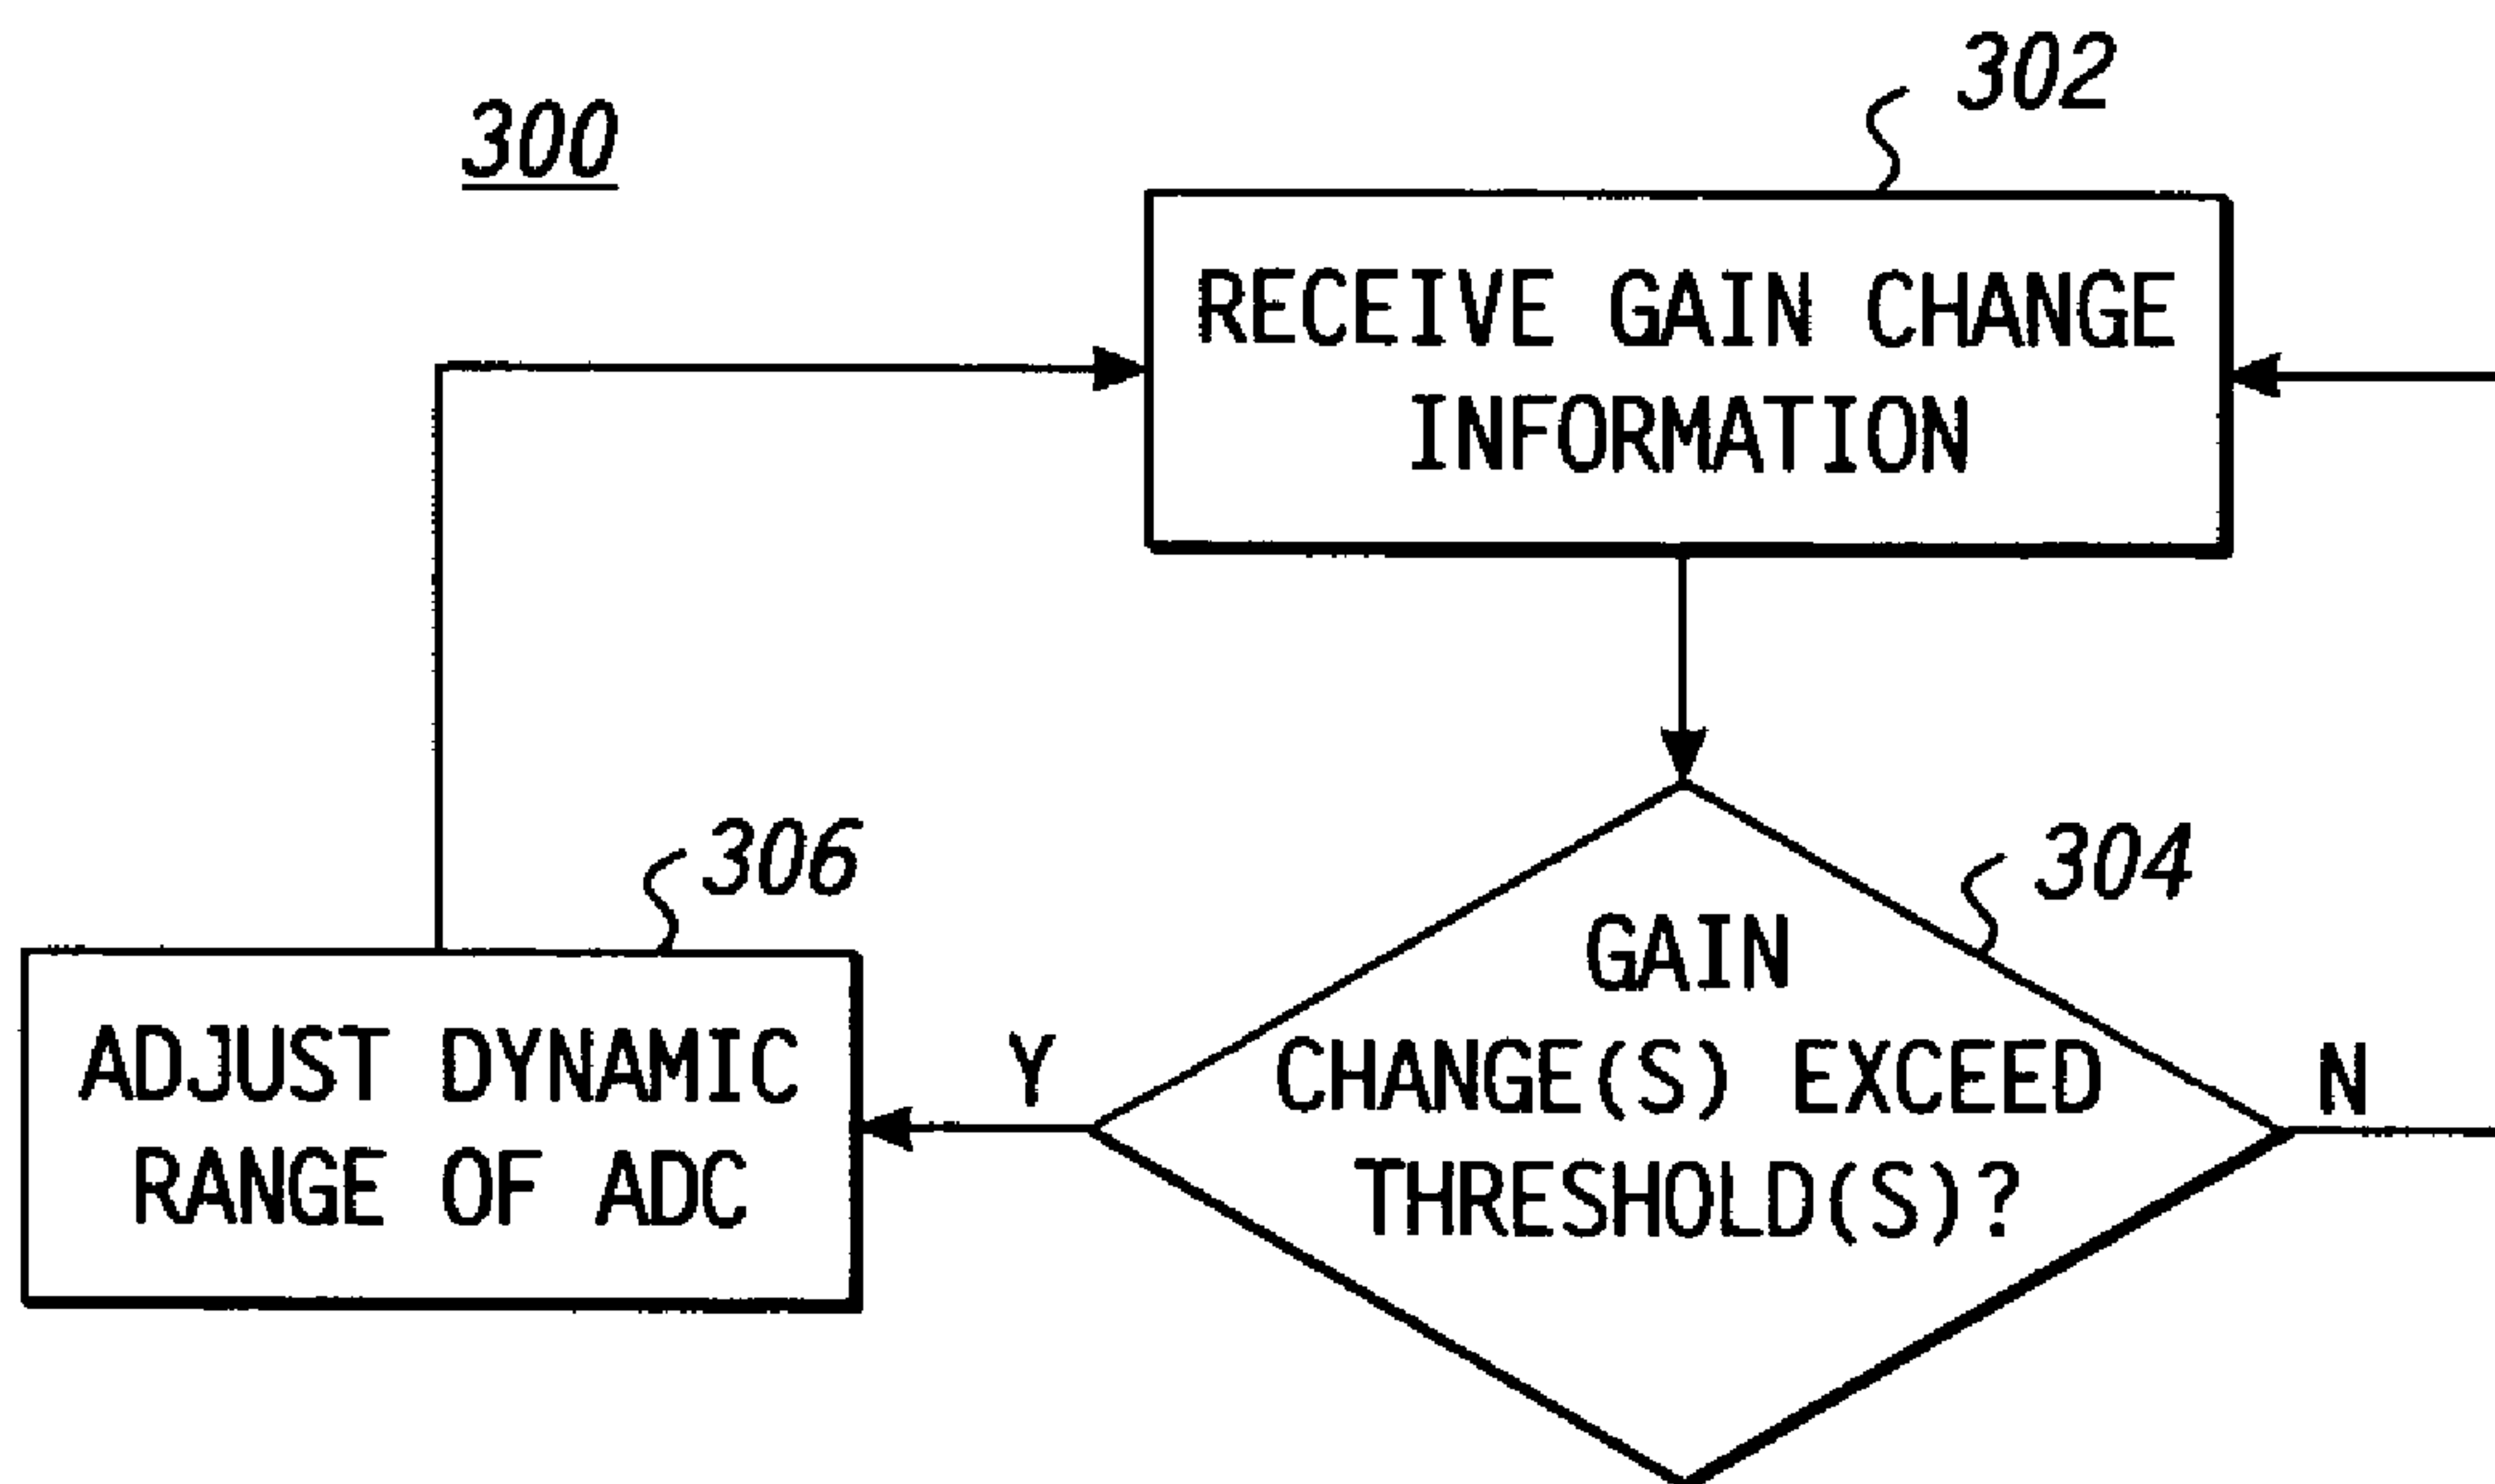 300
302
RECEIVE GAIN CHANGE
INFORMATION
306
304
GAIN
CHANGE(S) EXCEED
THRESHOLD(S)?
Y
N
ADJUST DYNAMIC
RANGE OF ADC